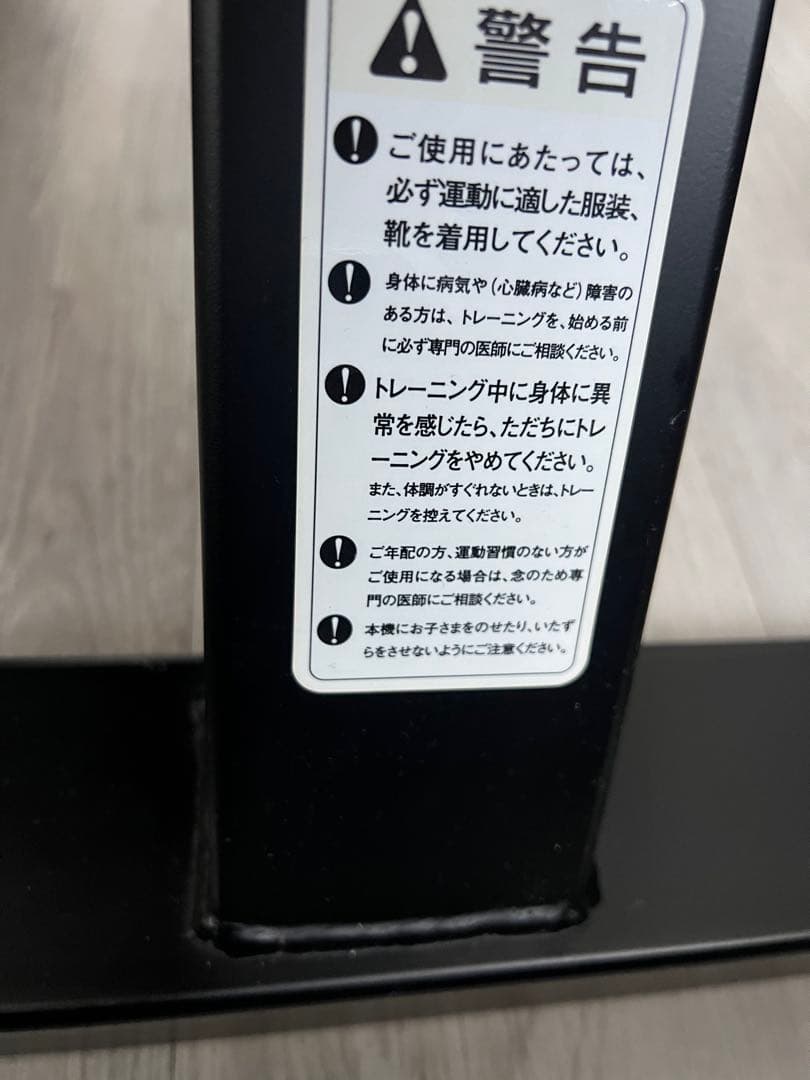 警告
ご使用にあたっては、
必ず運動に適した服装、
靴を着用してください。
身体に病気や(心臓病など)障害の
ある方は、トレーニングを、始める前
に必ず専門の医師にご相談ください。
トレーニング中に身体に異
常を感じたら、ただちにトレ
ーニングをやめてください。
また、体調がすぐれないときは、トレー
ニングを控えてください。
ご年配の方、運動習慣のない方が
ご使用になる場合は、念のため専
門の医師にご相談ください。
本機にお子さまをのせたり、いたず
らをさせないようにご注意ください。